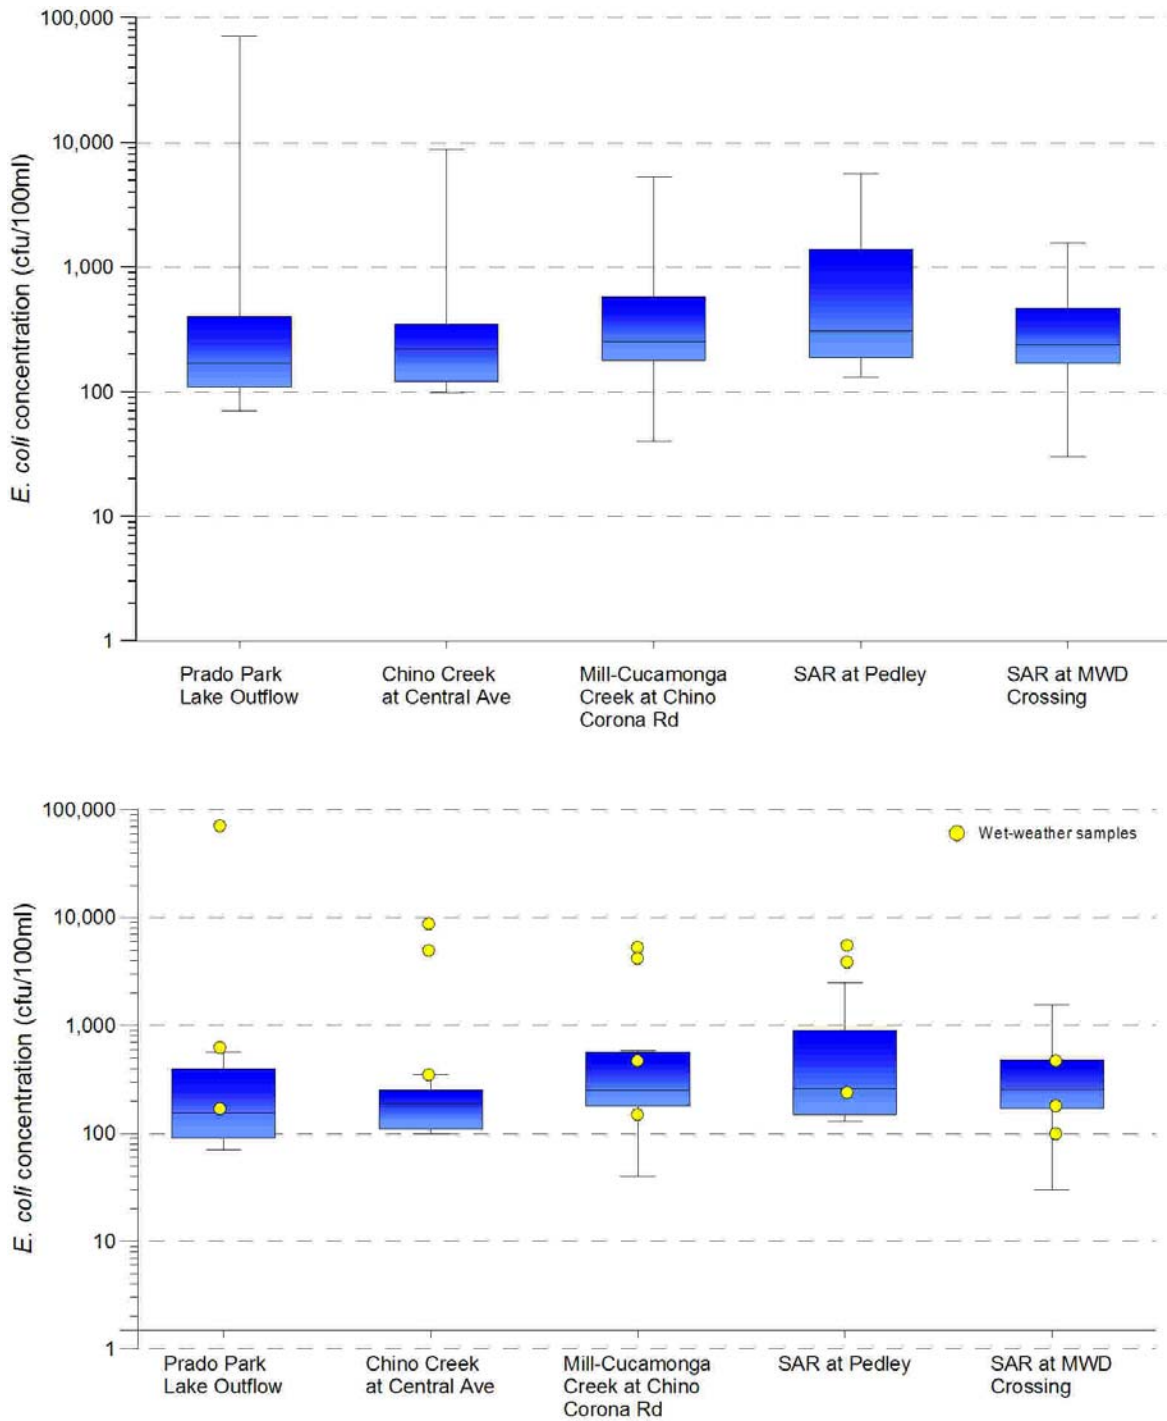 100,000
10,000
1,000
100
10
1
E. coli concentration (cfu/100ml)
Prado Park
Lake Outflow
Chino Creek
at Central Ave
Mill-Cucamonga
Creek at Chino
Corona Rd
SAR at Pedley
SAR at MWD
Crossing
100,000
10,000
1,000
100
10
1
E. coli concentration (cfu/100ml)
Wet-weather samples
Prado Park
Lake Outflow
Chino Creek
at Central Ave
Mill-Cucamonga
Creek at Chino
Corona Rd
SAR at Pedley
SAR at MWD
Crossing